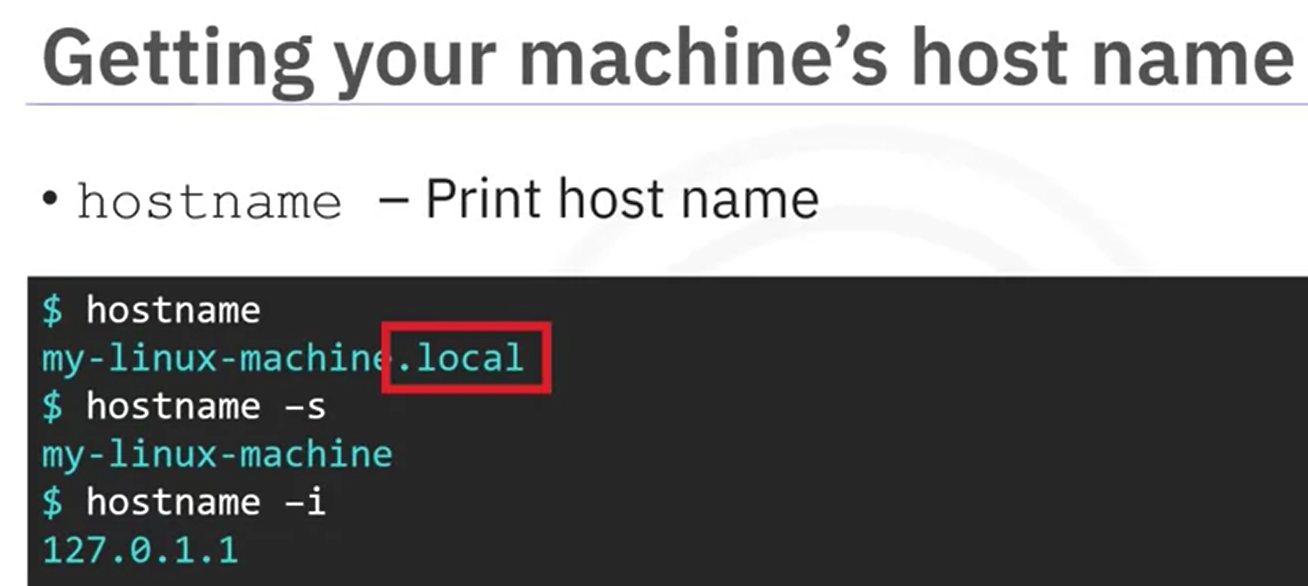 Getting your machine’s host name
• hostname – Print host name
$ hostname
my-linux-machine.local
$ hostname –s
my-linux-machine
$ hostname –i
127.0.1.1